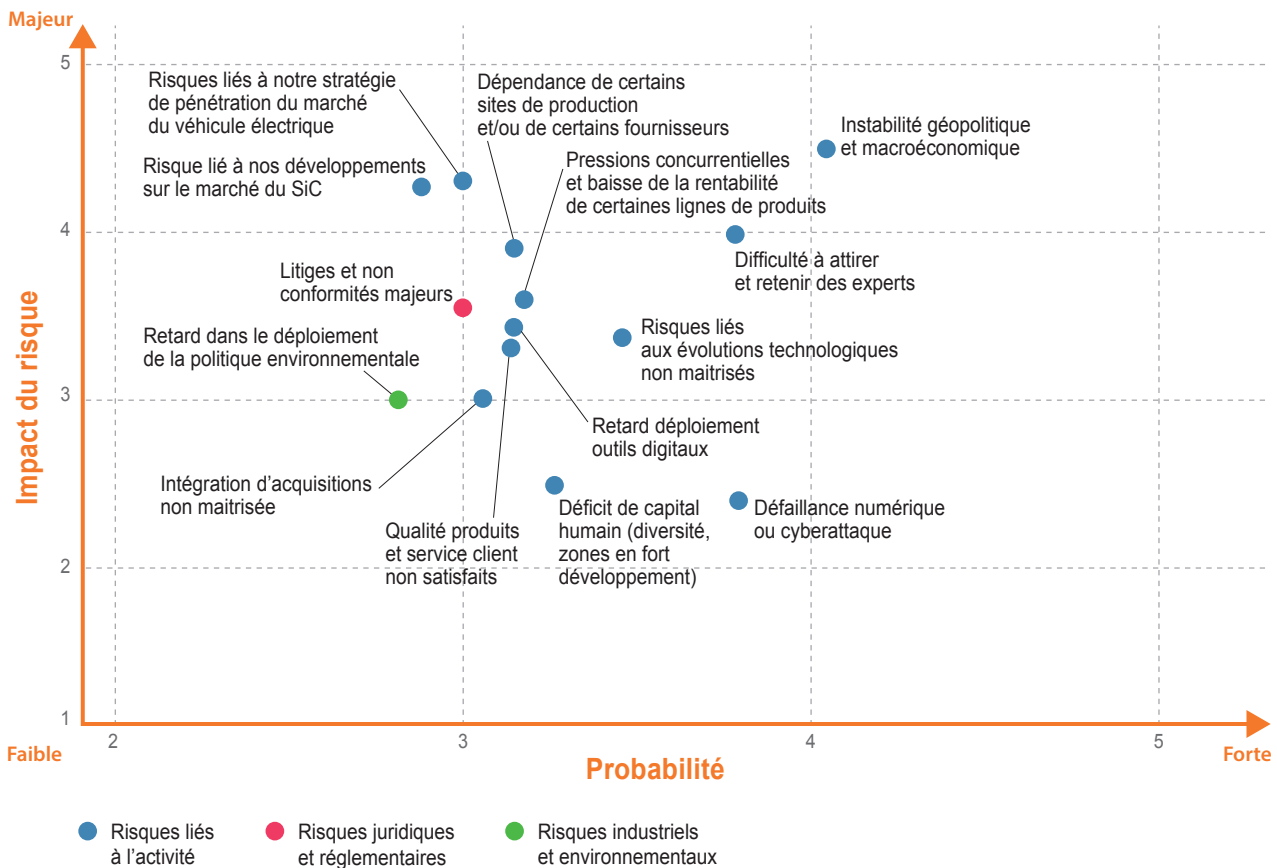 Majeur
5
Risques liés à notre stratégie
de pénétration du marché
du véhicule électrique
Dépendance de certains
sites de production
et/ou de certains fournisseurs
Instabilité géopolitique
et macroéconomique
Risque lié à nos développements
sur le marché du SiC
Pressions concurrentielles
et baisse de la rentabilité
de certaines lignes de produits
4
Difficulté à attirer
et retenir des experts
Litiges et non
conformités majeurs
Risques liés
aux évolutions technologiques
non maitrisés
Retard dans le déploiement
de la politique environnementale
Impact du risque
3
Retard déploiement
outils digitaux
Intégration d'acquisitions
non maitrisée
Qualité produits
et service client
non satisfaits
Déficit de capital
humain (diversité,
zones en fort
développement)
Défaillance numérique
ou cyberattaque
2
1
2
3
4
5
Faible
Probabilité
Forte
Risques liés
à l'activité
Risques juridiques
et réglementaires
Risques industriels
et environnementaux